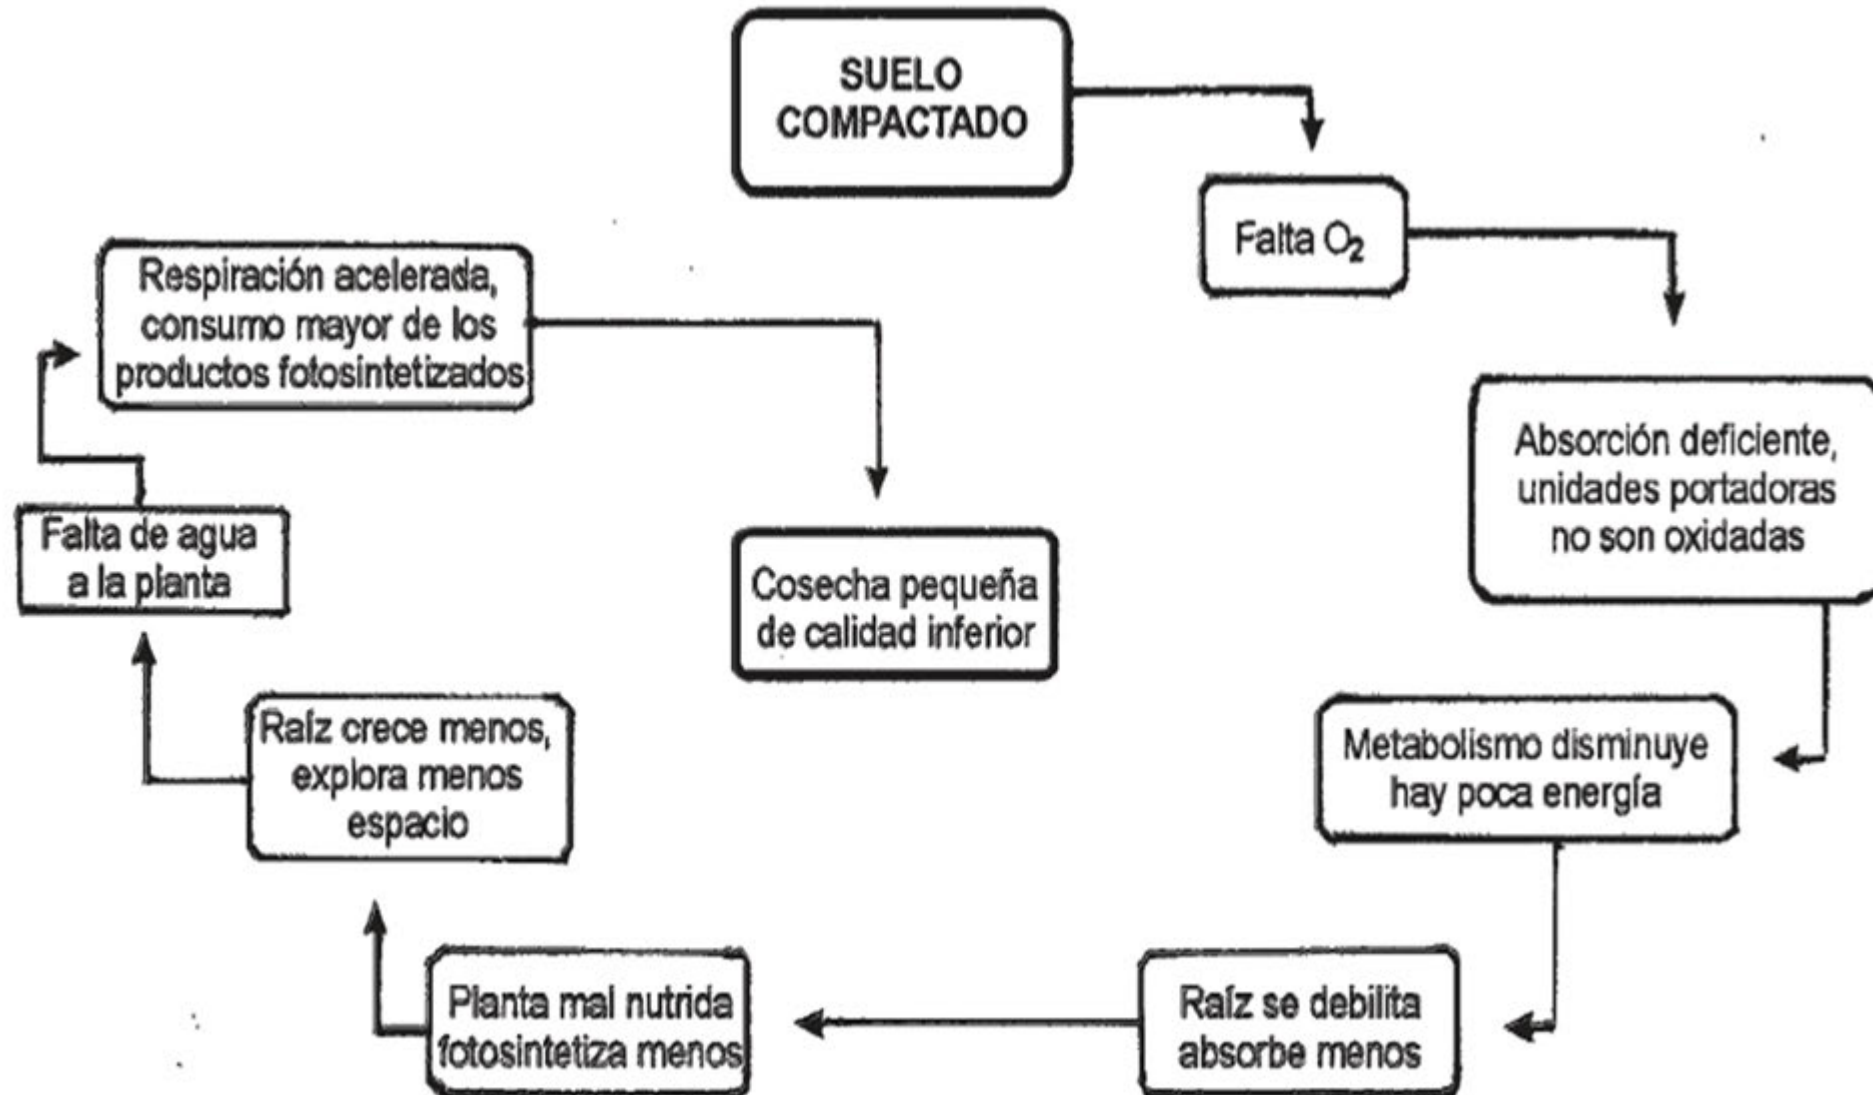 SUELO
COMPACTADO
Falta O₂
Absorción deficiente,
unidades portadoras
no son oxidadas
Metabolismo disminuye
hay poca energía
Raíz se debilita
absorbe menos
Planta mal nutrida
fotosintetiza menos
Raíz crece menos,
explora menos
espacio
Falta de agua
a la planta
Respiración acelerada,
consumo mayor de los
productos fotosintetizados
Cosecha pequeña
de calidad inferior